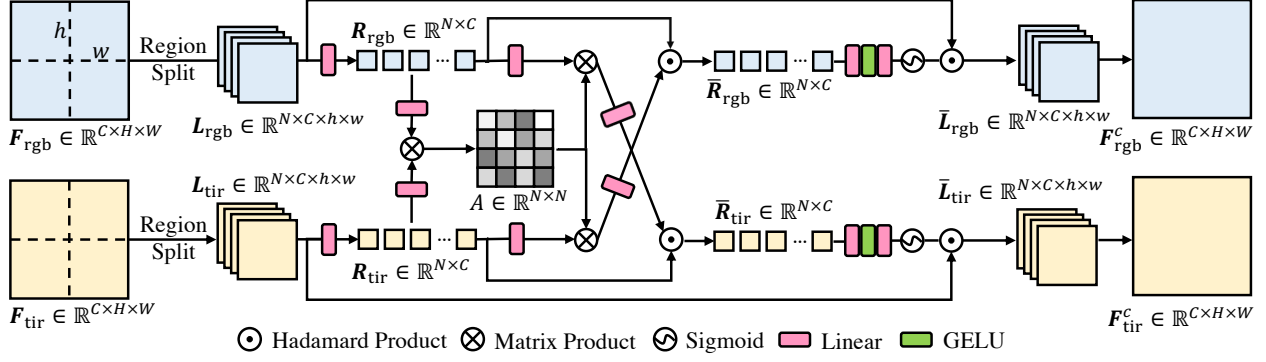 h
w
F_rgb ∈ ℝ^{C×H×W}
Region
Split
L_rgb ∈ ℝ^{N×C×h×w}
R_rgb ∈ ℝ^{N×C}
...
R̅_rgb ∈ ℝ^{N×C}
...
L̅_rgb ∈ ℝ^{N×C×h×w}
F^c_rgb ∈ ℝ^{C×H×W}
A ∈ ℝ^{N×N}
F_tir ∈ ℝ^{C×H×W}
Region
Split
L_tir ∈ ℝ^{N×C×h×w}
...
R_tir ∈ ℝ^{N×C}
R̅_tir ∈ ℝ^{N×C}
...
L̅_tir ∈ ℝ^{N×C×h×w}
F^c_tir ∈ ℝ^{C×H×W}
Hadamard Product Matrix Product Sigmoid Linear GELU